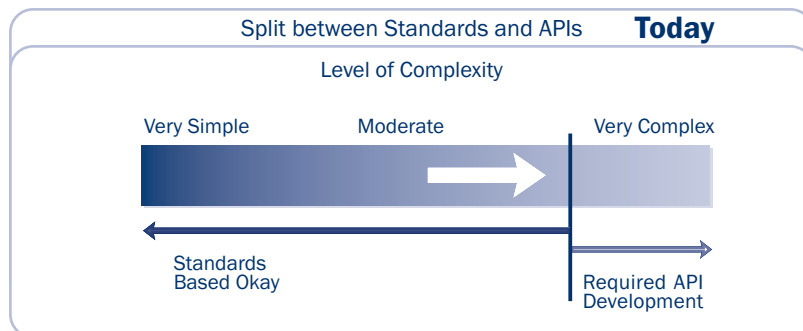 Split between Standards and APIs Today
Level of Complexity
Very Simple Moderate Very Complex
Standards
Based Okay
Required API
Development